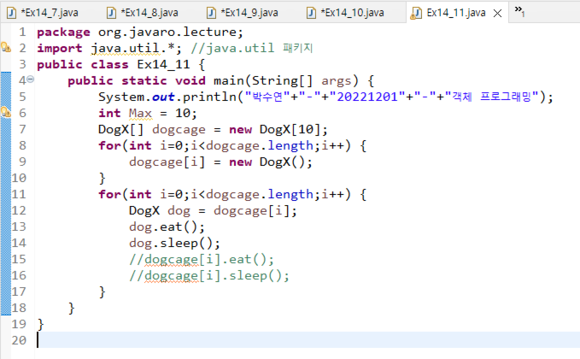 *Ex14_7.java *Ex14_8.java *Ex14_9.java *Ex14_10.java Ex14_11.java »1
1 package org.javaro.lecture;
2 import java.util.*; //java.util 패키지
3 public class Ex14_11 {
4 public static void main(String[] args) {
5 System.out.println("박수연"+"-"+"20221201"+"-"+"객체 프로그래밍");
6 int Max = 10;
7 DogX[] dogcage = new DogX[10];
8 for(int i=0;i<dogcage.length;i++) {
9 dogcage[i] = new DogX();
10 }
11 for(int i=0;i<dogcage.length;i++) {
12 DogX dog = dogcage[i];
13 dog.eat();
14 dog.sleep();
15 //dogcage[i].eat();
16 //dogcage[i].sleep();
17 }
18 }
19 }
20